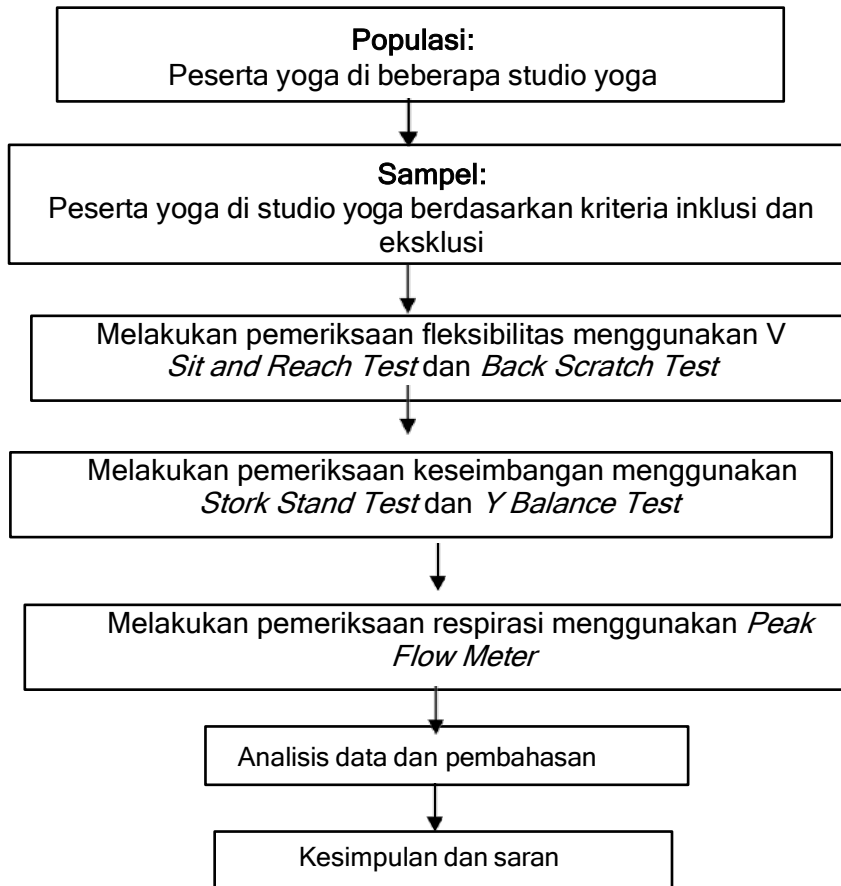 Populasi:
Peserta yoga di beberapa studio yoga
Sampel:
Peserta yoga di studio yoga berdasarkan kriteria inklusi dan
eksklusi
Melakukan pemeriksaan fleksibilitas menggunakan V
Sit and Reach Test dan Back Scratch Test
Melakukan pemeriksaan keseimbangan menggunakan
Stork Stand Test dan Y Balance Test
Melakukan pemeriksaan respirasi menggunakan Peak
Flow Meter
Analisis data dan pembahasan
Kesimpulan dan saran